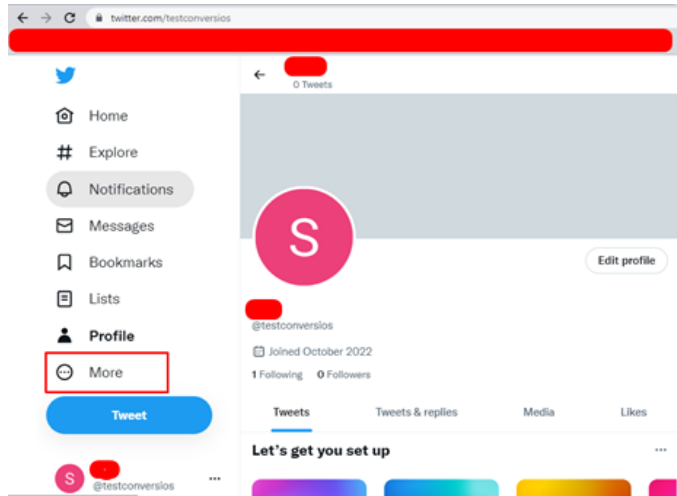 twitter.com/testconversios
0 Tweets
Home
Explore
Notifications
Messages
Bookmarks
Lists
Profile
More
Tweet
S
@testconversios
S
Edit profile
@testconversios
Joined October 2022
1 Following 0 Followers
Tweets Tweets & replies Media Likes
Let's get you set up